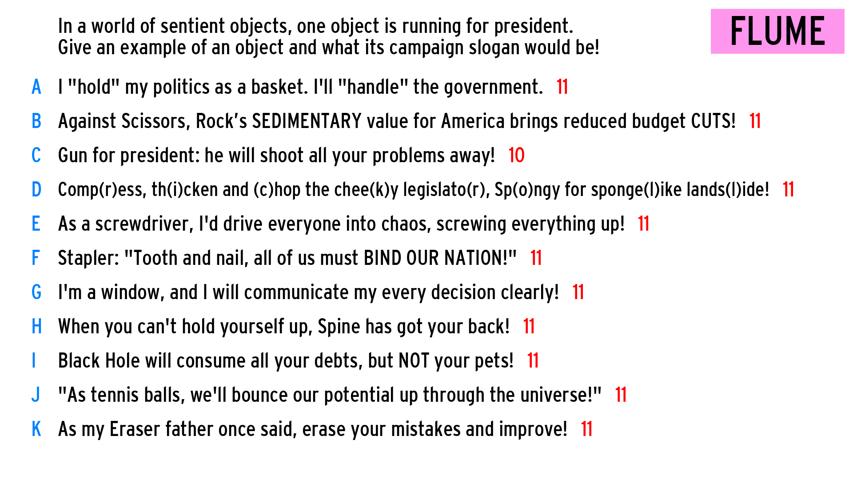 In a world of sentient objects, one object is running for president.
Give an example of an object and what its campaign slogan would be!
FLUME
A I "hold" my politics as a basket. I'll "handle" the government. 11
B Against Scissors, Rock's SEDIMENTARY value for America brings reduced budget CUTS! 11
C Gun for president: he will shoot all your problems away! 10
D Comp(r)ess, th(i)cken and (c)hop the chee(k)y legislato(r), Sp(o)ngy for sponge(l)ike lands(l)ide! 11
E As a screwdriver, I'd drive everyone into chaos, screwing everything up! 11
F Stapler: "Tooth and nail, all of us must BIND OUR NATION!" 11
G I'm a window, and I will communicate my every decision clearly! 11
H When you can't hold yourself up, Spine has got your back! 11
I Black Hole will consume all your debts, but NOT your pets! 11
J "As tennis balls, we'll bounce our potential up through the universe!" 11
K As my Eraser father once said, erase your mistakes and improve! 11